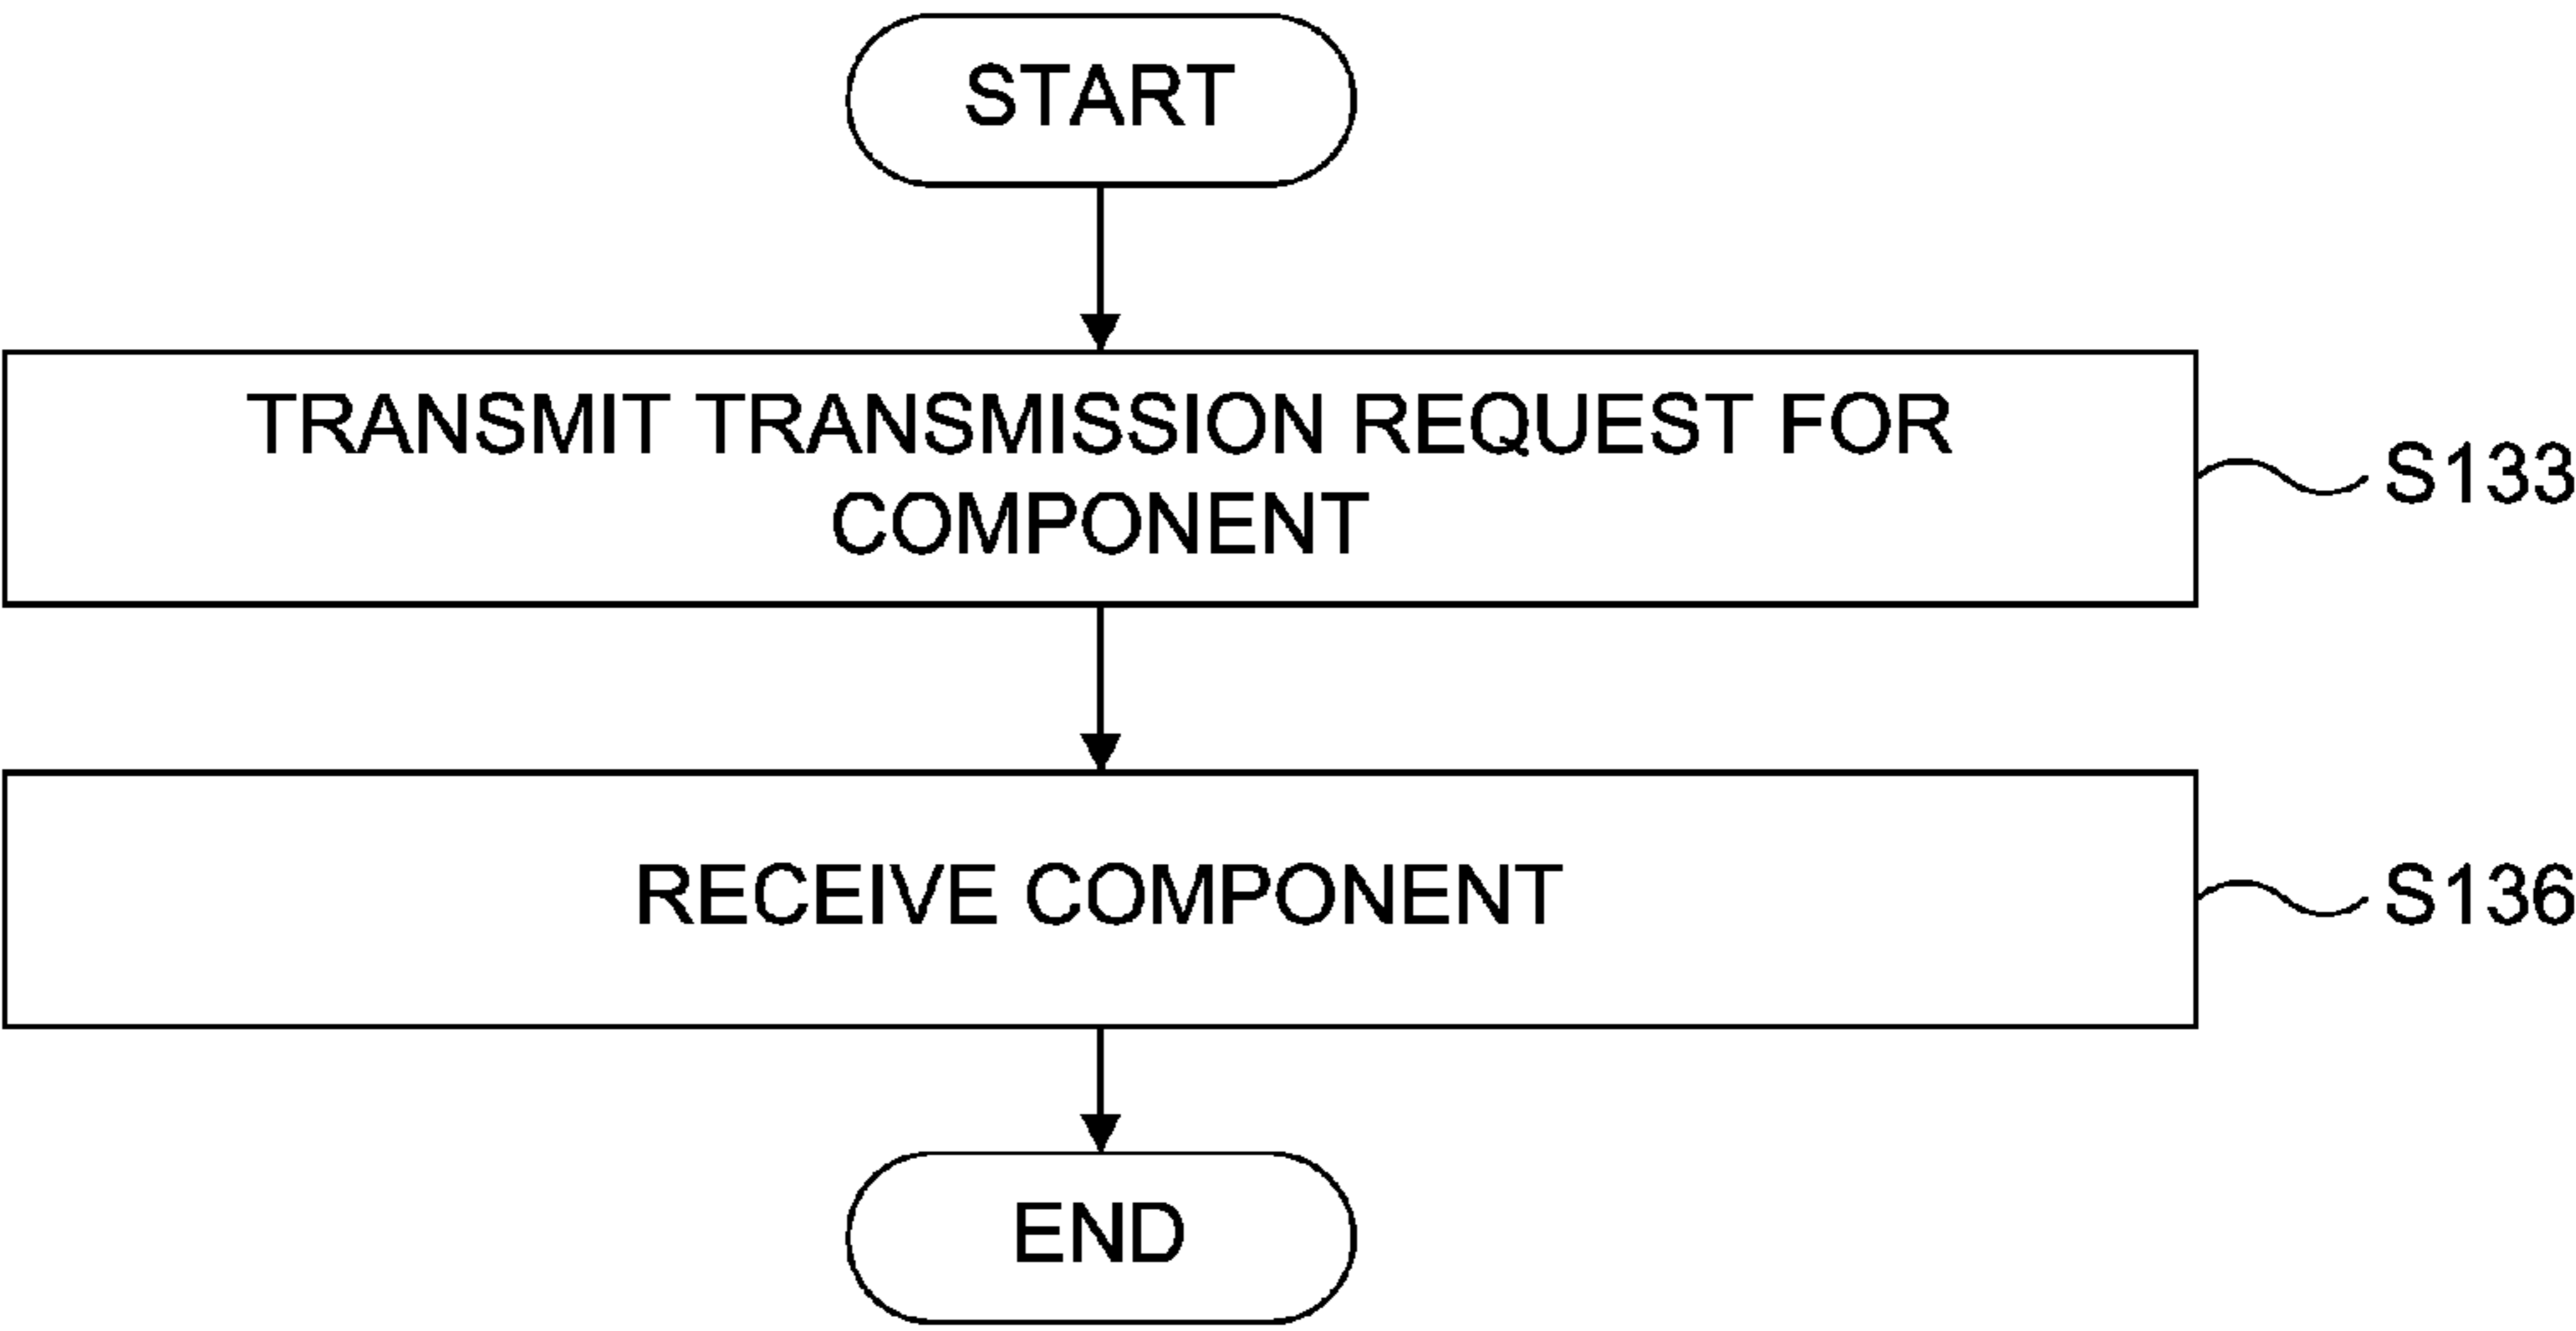 START
TRANSMIT TRANSMISSION REQUEST FOR
COMPONENT
S133
RECEIVE COMPONENT
S136
END